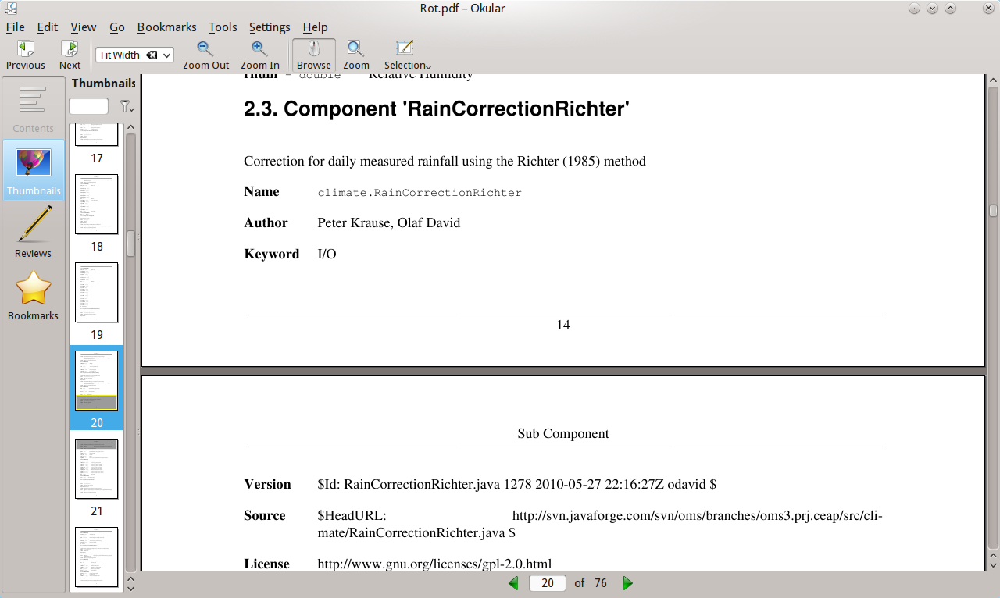 Rot.pdf – Okular
File Edit View Go Bookmarks Tools Settings Help
Previous Next Fit Width Zoom Out Zoom In Browse Zoom Selection
Contents
Thumbnails
Reviews
Bookmarks
Thumbnails
17
18
19
20
21
Hum - double Relative Humidity
2.3. Component 'RainCorrectionRichter'
Correction for daily measured rainfall using the Richter (1985) method
Name climate.RainCorrectionRichter
Author Peter Krause, Olaf David
Keyword I/O
14
Sub Component
Version $Id: RainCorrectionRichter.java 1278 2010-05-27 22:16:27Z odavid $
Source $HeadURL: http://svn.javaforge.com/svn/oms/branches/oms3.prj.ceap/src/cli-
mate/RainCorrectionRichter.java $
License http://www.gnu.org/licenses/gpl-2.0.html
20 of 76